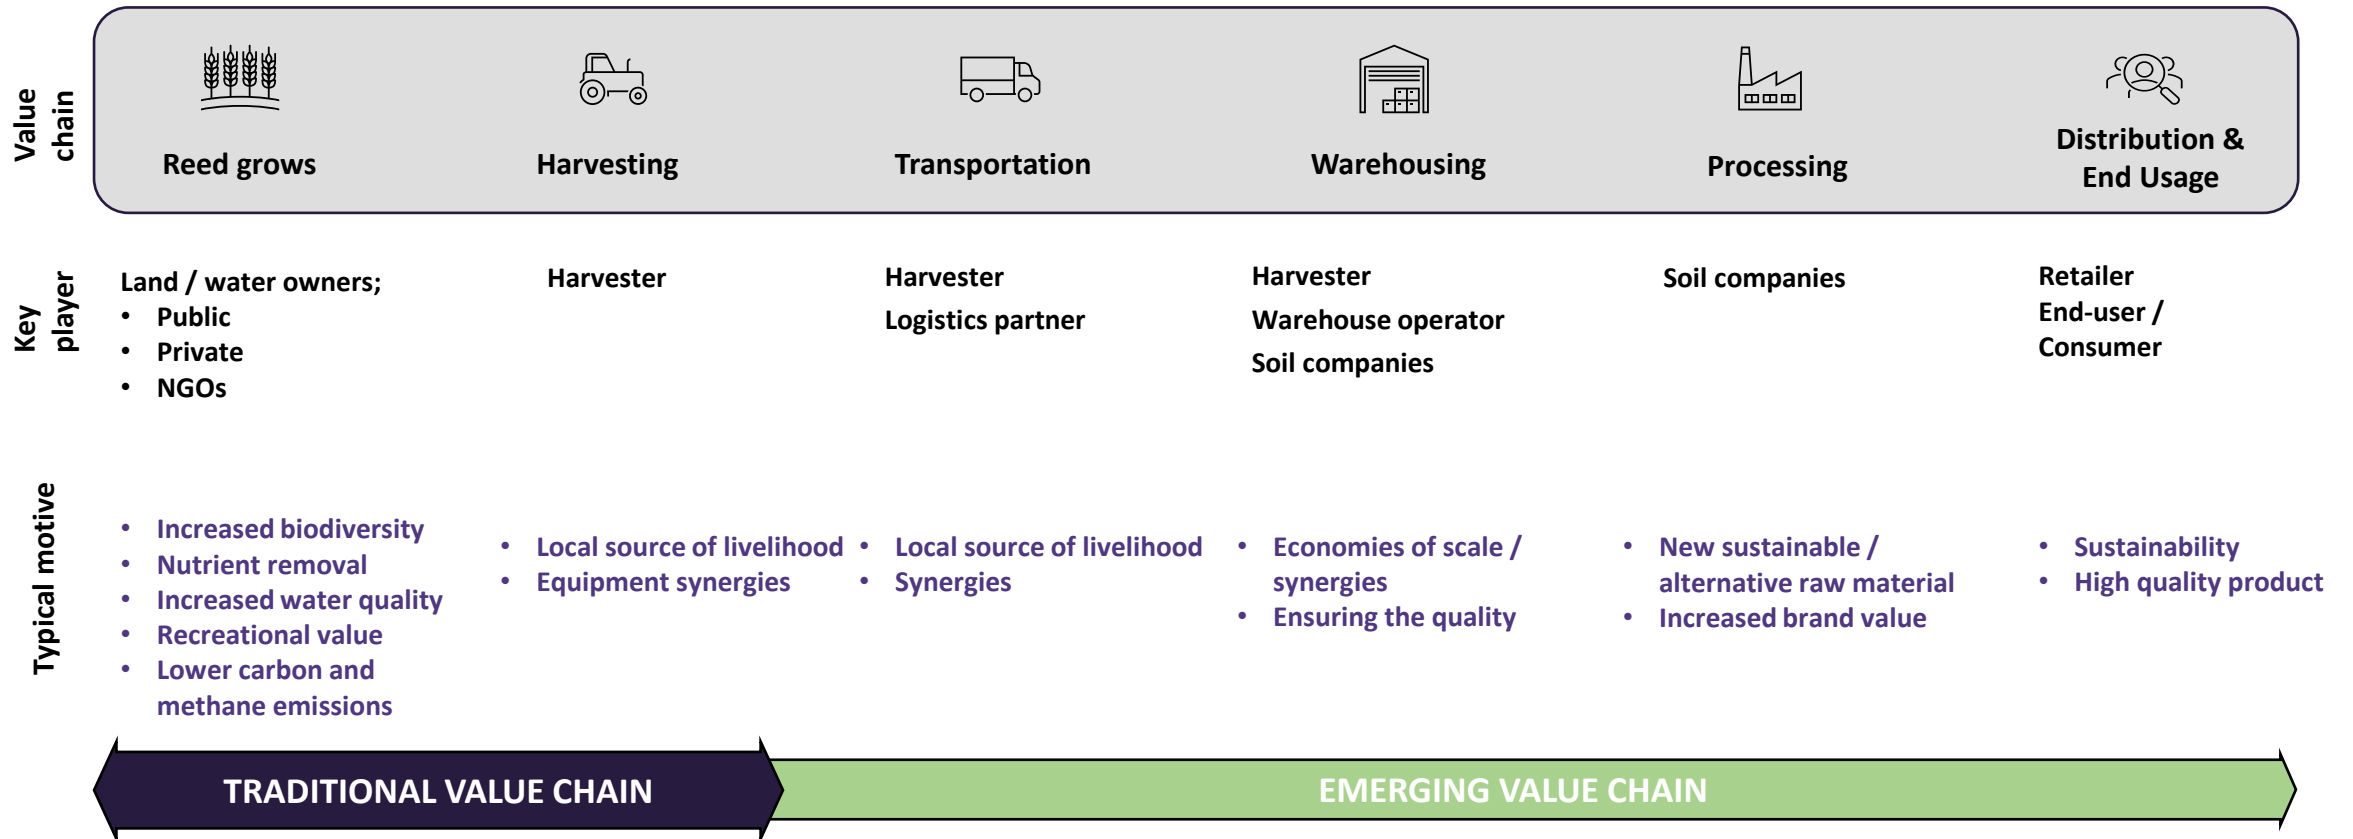 Value
chain
Reed grows
Harvesting
Transportation
Warehousing
Processing
Distribution &
End Usage
Key
player
Land / water owners;
• Public
• Private
• NGOs
Harvester
Harvester
Logistics partner
Harvester
Warehouse operator
Soil companies
Soil companies
Retailer
End-user /
Consumer
Typical motive
• Increased biodiversity
• Nutrient removal
• Increased water quality
• Recreational value
• Lower carbon and
methane emissions
• Local source of livelihood
• Equipment synergies
• Local source of livelihood
• Synergies
• Economies of scale /
synergies
• Ensuring the quality
• New sustainable /
alternative raw material
• Increased brand value
• Sustainability
• High quality product
TRADITIONAL VALUE CHAIN
EMERGING VALUE CHAIN